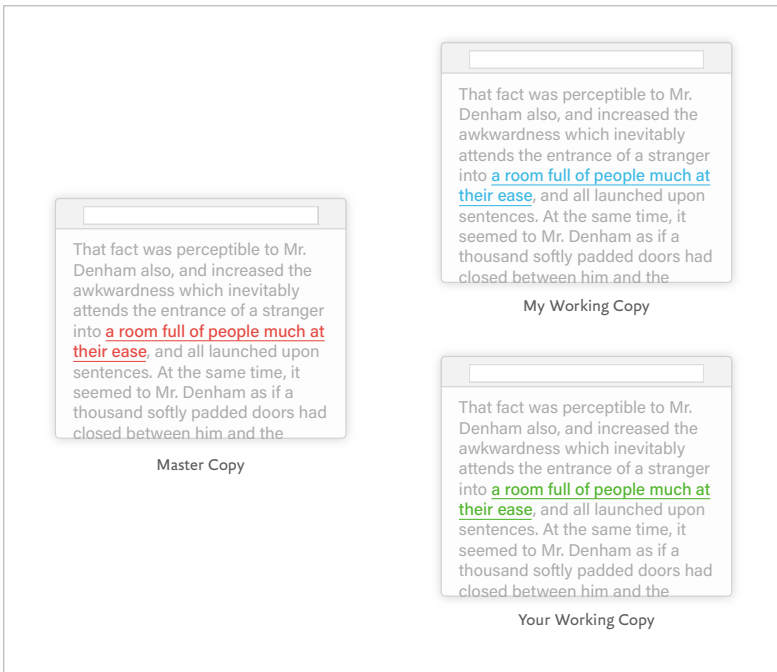 That fact was perceptible to Mr.
Denham also, and increased the
awkwardness which inevitably
attends the entrance of a stranger
into a room full of people much at
their ease, and all launched upon
sentences. At the same time, it
seemed to Mr. Denham as if a
thousand softly padded doors had
closed between him and the
Master Copy
That fact was perceptible to Mr.
Denham also, and increased the
awkwardness which inevitably
attends the entrance of a stranger
into a room full of people much at
their ease, and all launched upon
sentences. At the same time, it
seemed to Mr. Denham as if a
thousand softly padded doors had
closed between him and the
My Working Copy
That fact was perceptible to Mr.
Denham also, and increased the
awkwardness which inevitably
attends the entrance of a stranger
into a room full of people much at
their ease, and all launched upon
sentences. At the same time, it
seemed to Mr. Denham as if a
thousand softly padded doors had
closed between him and the
Your Working Copy